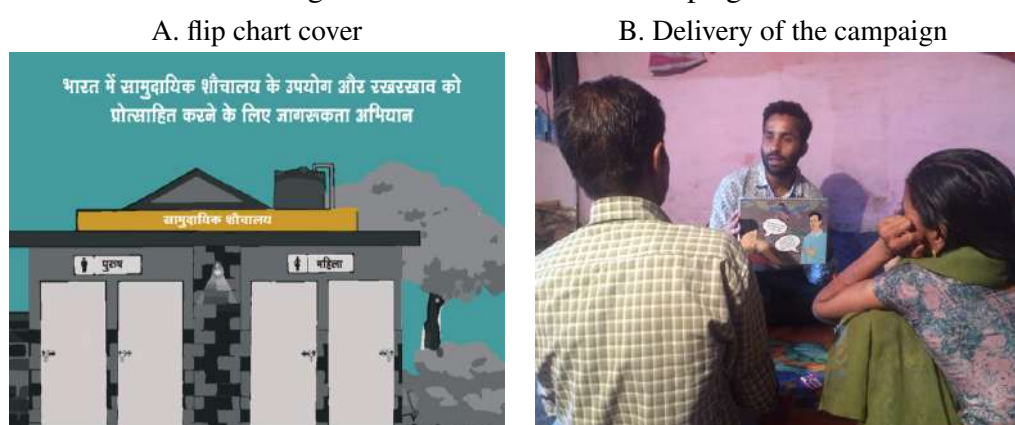 A. flip chart cover
B. Delivery of the campaign
भारत में सामुदायिक शौचालय के उपयोग और रखरखाव को
प्रोत्साहित करने के लिए जागरूकता अभियान
सामुदायिक शौचालय
पुरुष
महिला